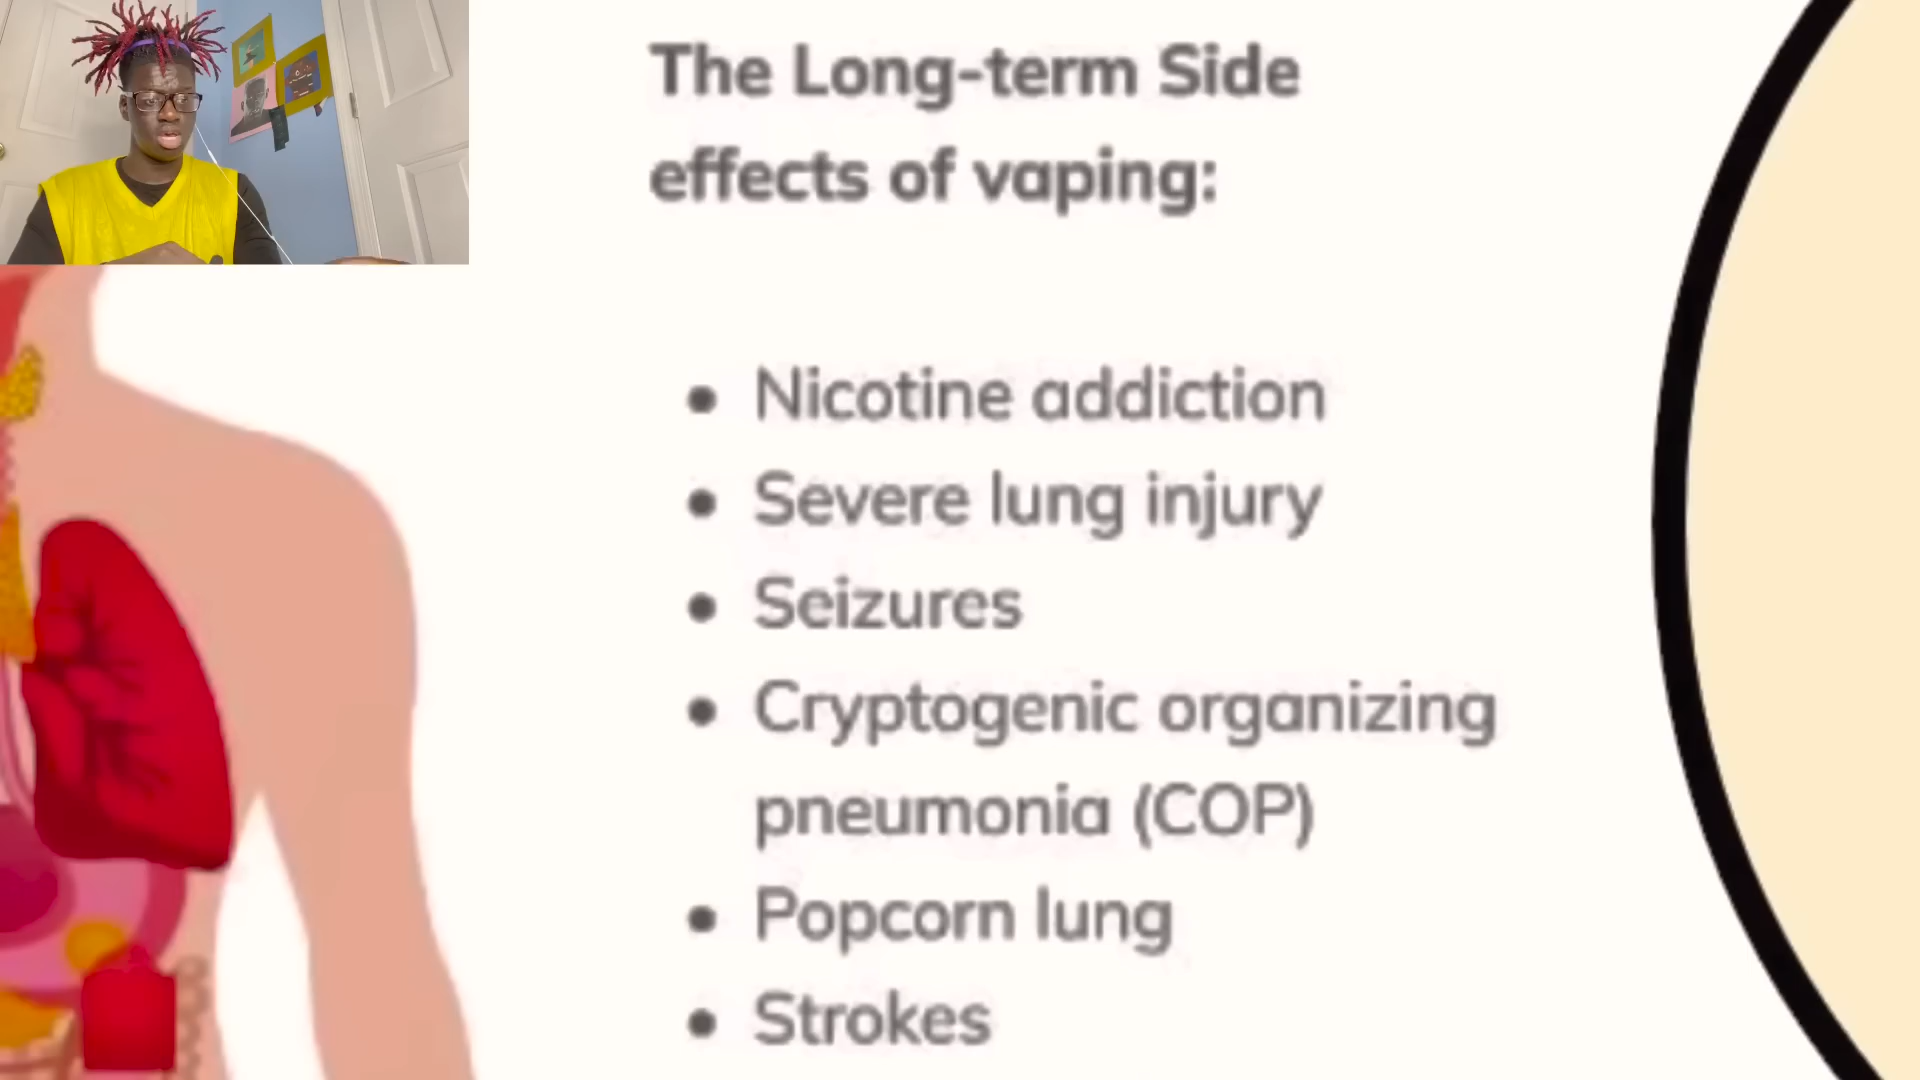 The Long-term Side
effects of vaping:
• Nicotine addiction
• Severe lung injury
• Seizures
• Cryptogenic organizing
pneumonia (COP)
• Popcorn lung
• Strokes